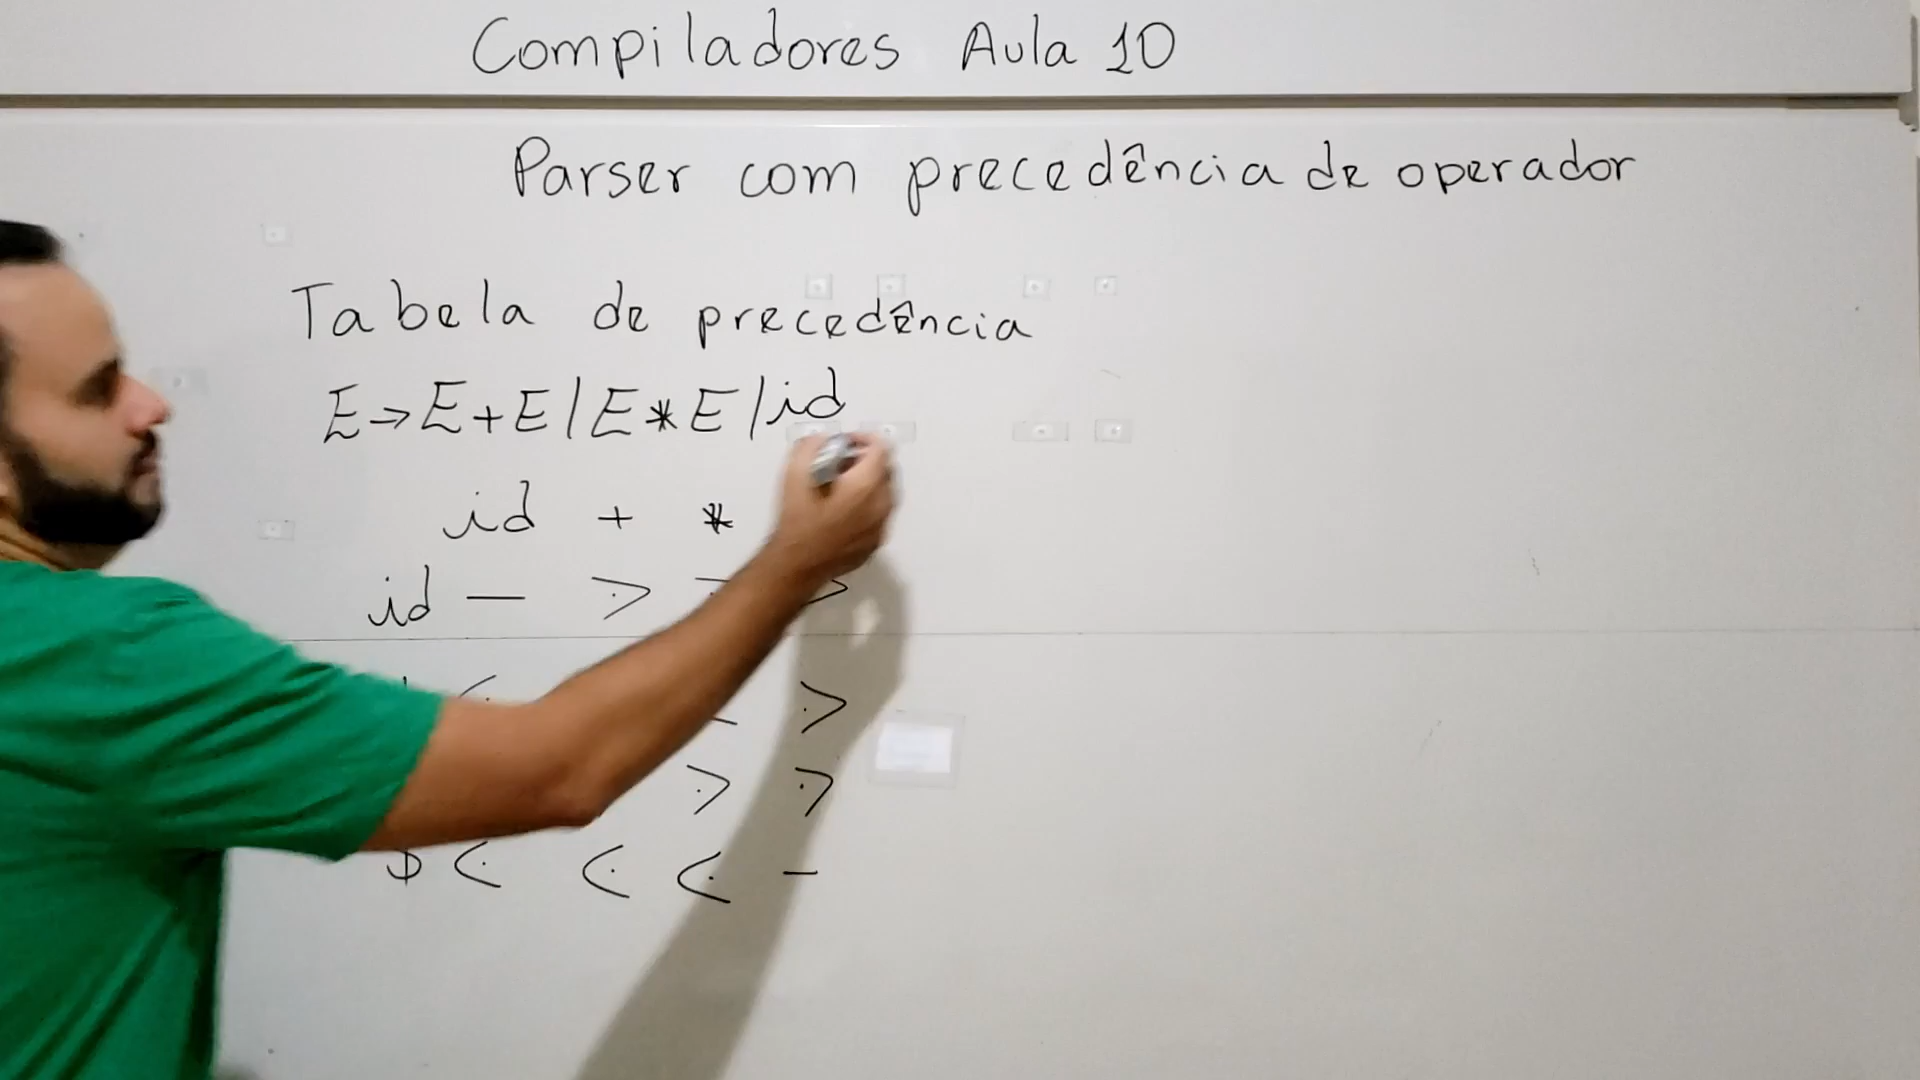 Compiladores Aula 10
Parser com precedência de operador
Tabela de precedência
E→E+E/E*E/id
id + *
id — ⋗ ⋗
⋖ ⋗
⋗ ⋗
$ ⋖ ⋖ ⋖ –